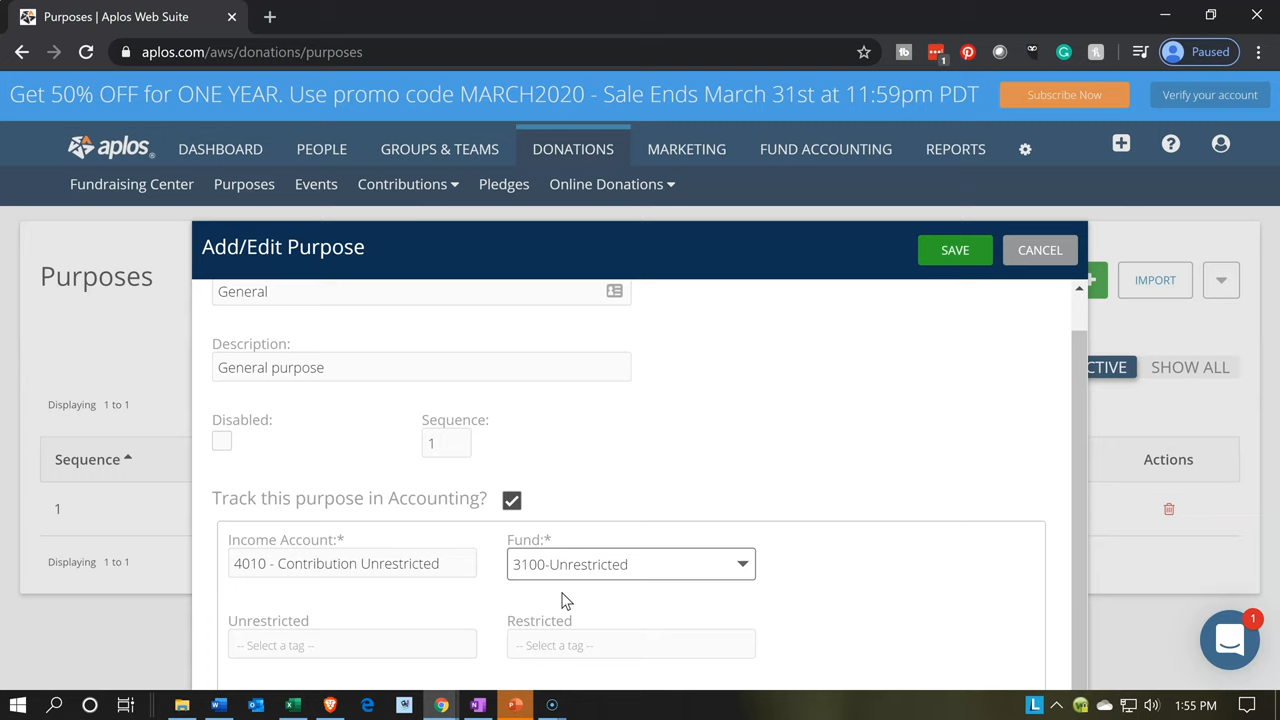 Purposes | Aplos Web Suite
aplos.com/aws/donations/purposes
1
Paused
Get 50% OFF for ONE YEAR. Use promo code MARCH2020 - Sale Ends March 31st at 11:59pm PDT
Subscribe Now
Verify your account
aplos
DASHBOARD
PEOPLE
GROUPS & TEAMS
DONATIONS
MARKETING
FUND ACCOUNTING
REPORTS
Fundraising Center
Purposes
Events
Contributions
Pledges
Online Donations
Purposes
Add/Edit Purpose
SAVE
CANCEL
IMPORT
General
Description:
General purpose
CTIVE
SHOW ALL
Displaying 1 to 1
Disabled:
Sequence:
1
Sequence
Actions
1
Track this purpose in Accounting?
Income Account:*
Fund:*
4010 - Contribution Unrestricted
3100-Unrestricted
Displaying 1 to 1
Unrestricted
Restricted
-- Select a tag --
-- Select a tag --
1
1:55 PM